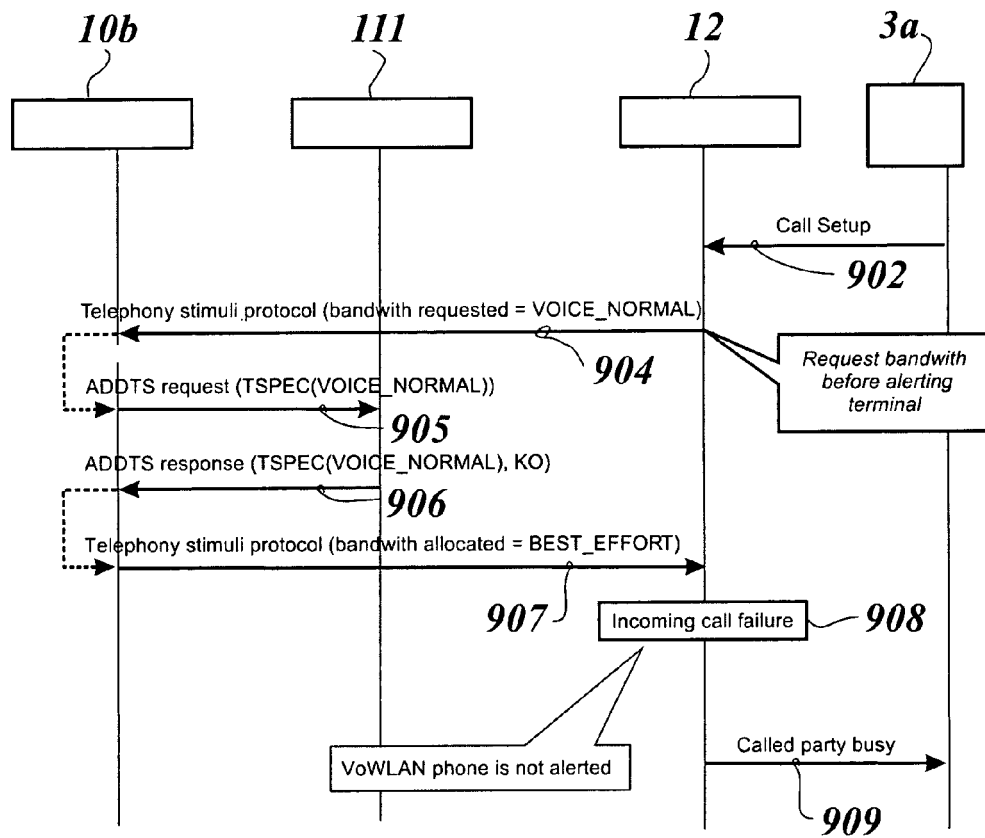 10b
111
12
3a
Call Setup
902
Telephony stimuli protocol (bandwith requested = VOICE_NORMAL)
904
Request bandwith
before alerting
terminal
ADDTS request (TSPEC(VOICE_NORMAL))
905
ADDTS response (TSPEC(VOICE_NORMAL), KO)
906
Telephony stimuli protocol (bandwith allocated = BEST_EFFORT)
907
Incoming call failure
908
VoWLAN phone is not alerted
Called party busy
909